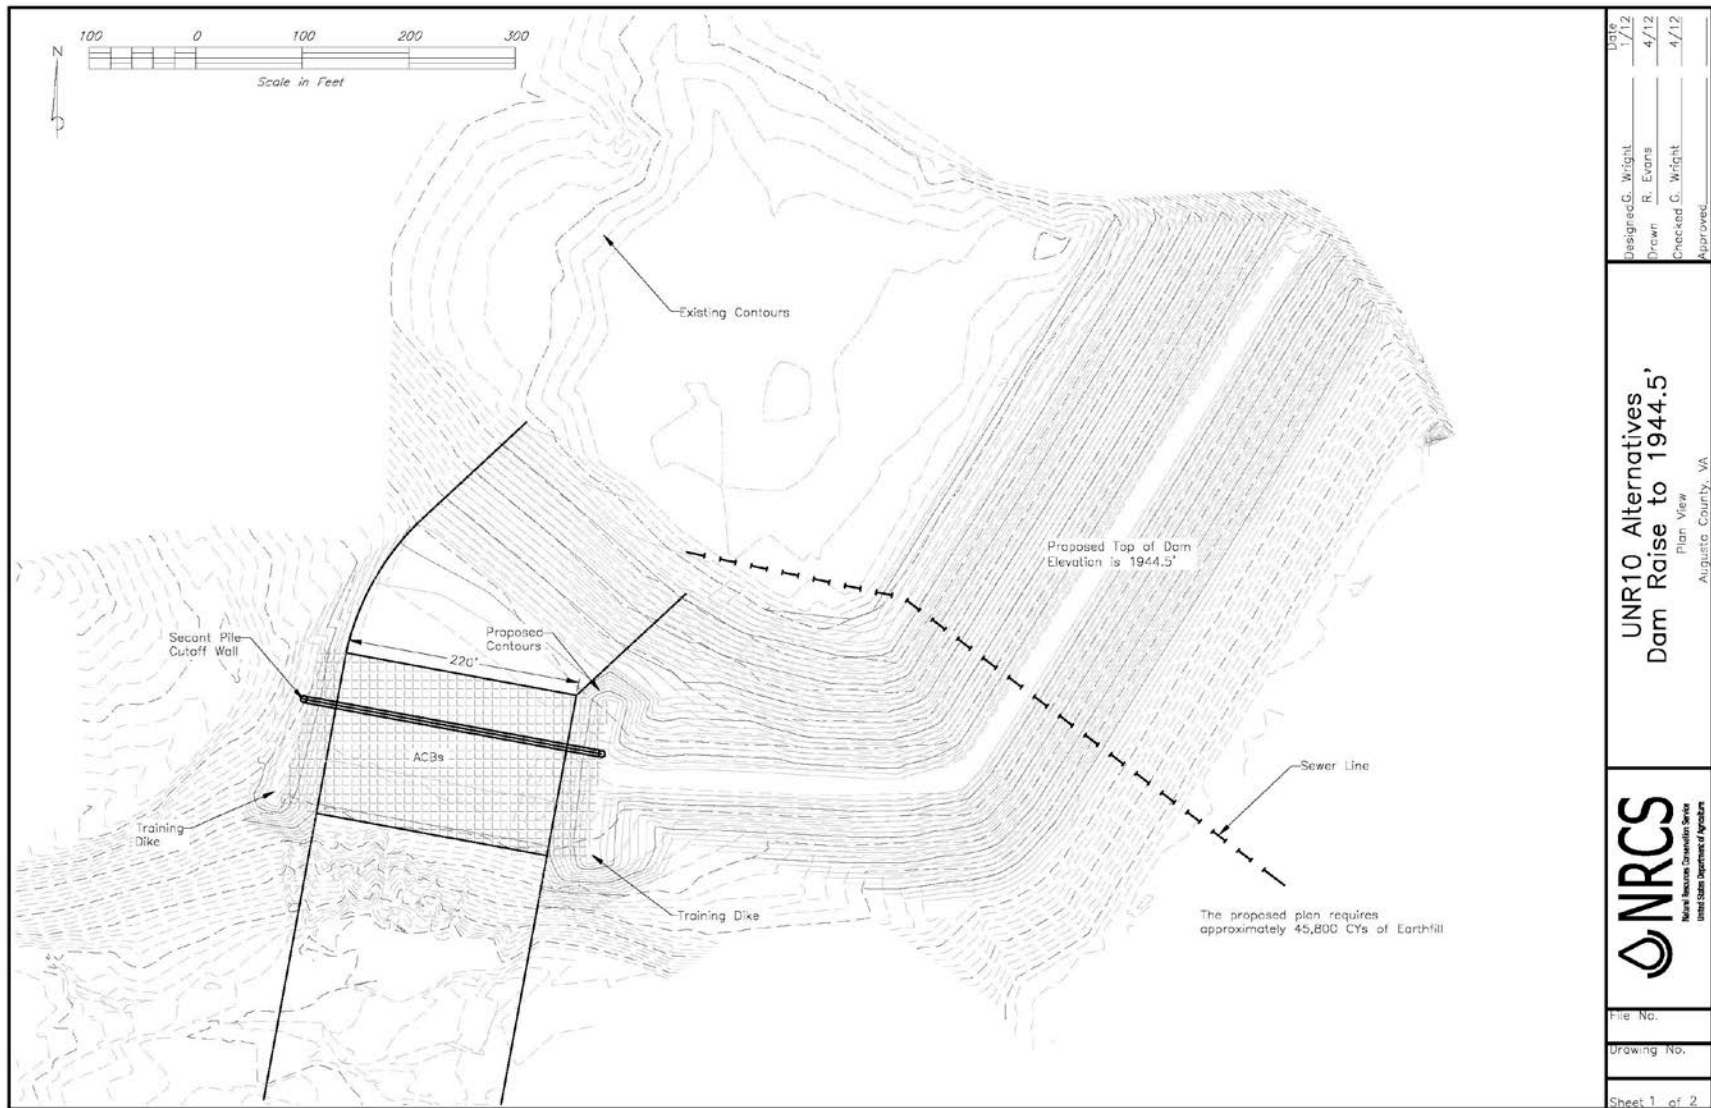 100 0 100 200 300
N
Scale in Feet
Existing Contours
Proposed Top of Dam
Elevation is 1944.5'
Secant Pile
Cutoff Wall
Proposed
Contours
220'
ACBs
Sewer Line
Training
Dike
Training Dike
The proposed plan requires
approximately 45,800 CYs of Earthfill
Date
Designed G. Wright 1/12
Drawn R. Evans 4/12
Checked G. Wright 4/12
Approved
UNR10 Alternatives
Dam Raise to 1944.5'
Plan View
Augusta County, VA
NRCS
Natural Resources Conservation Service
United States Department of Agriculture
File No.
Drawing No.
Sheet 1 of 2